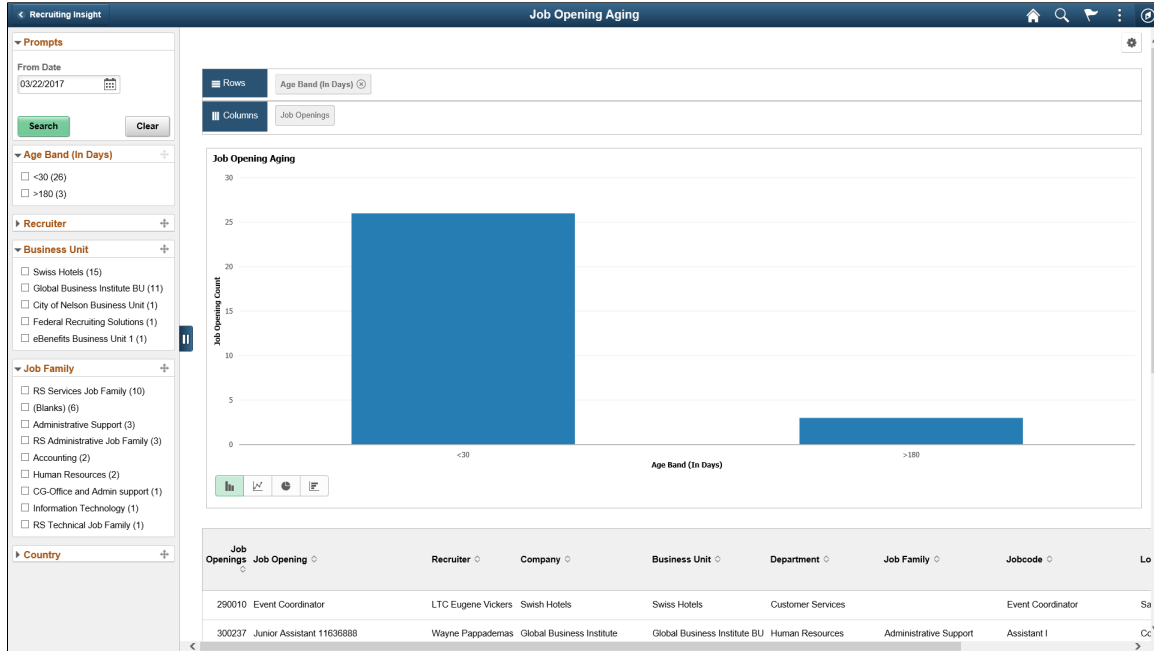 Recruiting Insight
Job Opening Aging
Prompts
From Date
03/22/2017
Search Clear
Age Band (In Days)
<30 (26)
>180 (3)
Recruiter
Business Unit
Swiss Hotels (15)
Global Business Institute BU (11)
City of Nelson Business Unit (1)
Federal Recruiting Solutions (1)
eBenefits Business Unit 1 (1)
Job Family
RS Services Job Family (10)
(Blanks) (6)
Administrative Support (3)
RS Administrative Job Family (3)
Accounting (2)
Human Resources (2)
CG-Office and Admin support (1)
Information Technology (1)
RS Technical Job Family (1)
Country
Rows Age Band (In Days)
Columns Job Openings
Job Opening Aging
30
25
20
15
10
5
0
Job Opening Count
<30 >180
Age Band (In Days)
Job Openings Job Opening Recruiter Company Business Unit Department Job Family Jobcode Lo
290010 Event Coordinator LTC Eugene Vickers Swish Hotels Swiss Hotels Customer Services Event Coordinator Sa
300237 Junior Assistant 11636888 Wayne Pappademas Global Business Institute Global Business Institute BU Human Resources Administrative Support Assistant I Cc